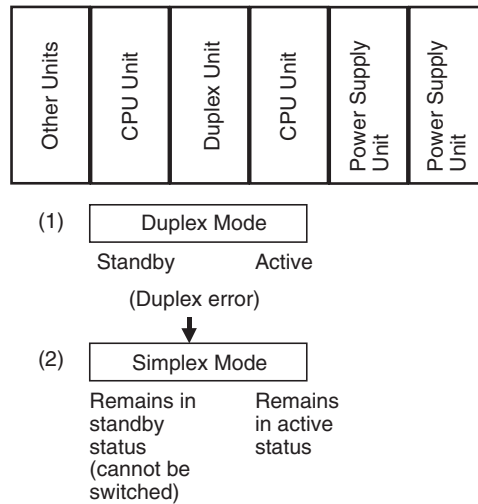 Other Units
CPU Unit
Duplex Unit
CPU Unit
Power Supply
Unit
Power Supply
Unit
(1) Duplex Mode
Standby Active
(Duplex error)
(2) Simplex Mode
Remains in
standby
status
(cannot be
switched)
Remains
in active
status